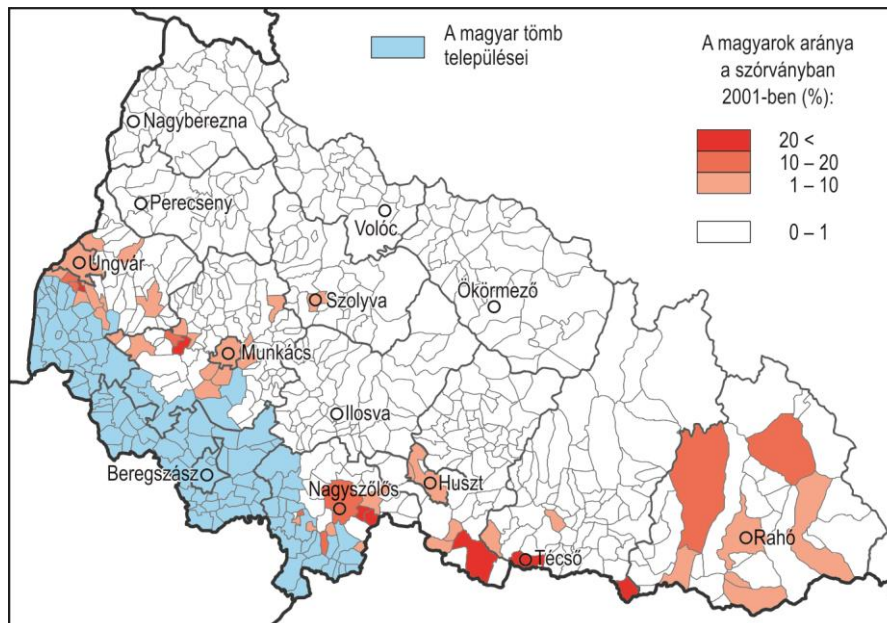 A magyar tömb
települései
A magyarok aránya
a szórványban
2001-ben (%):
20 <
10 – 20
1 – 10
0 – 1
Nagyberezna
Perecseny
Volóc
Ungvár
Szolyva
Ökörmező
Munkács
Ilosva
Beregszász
Nagyszőlős
Huszt
Técső
Rahó